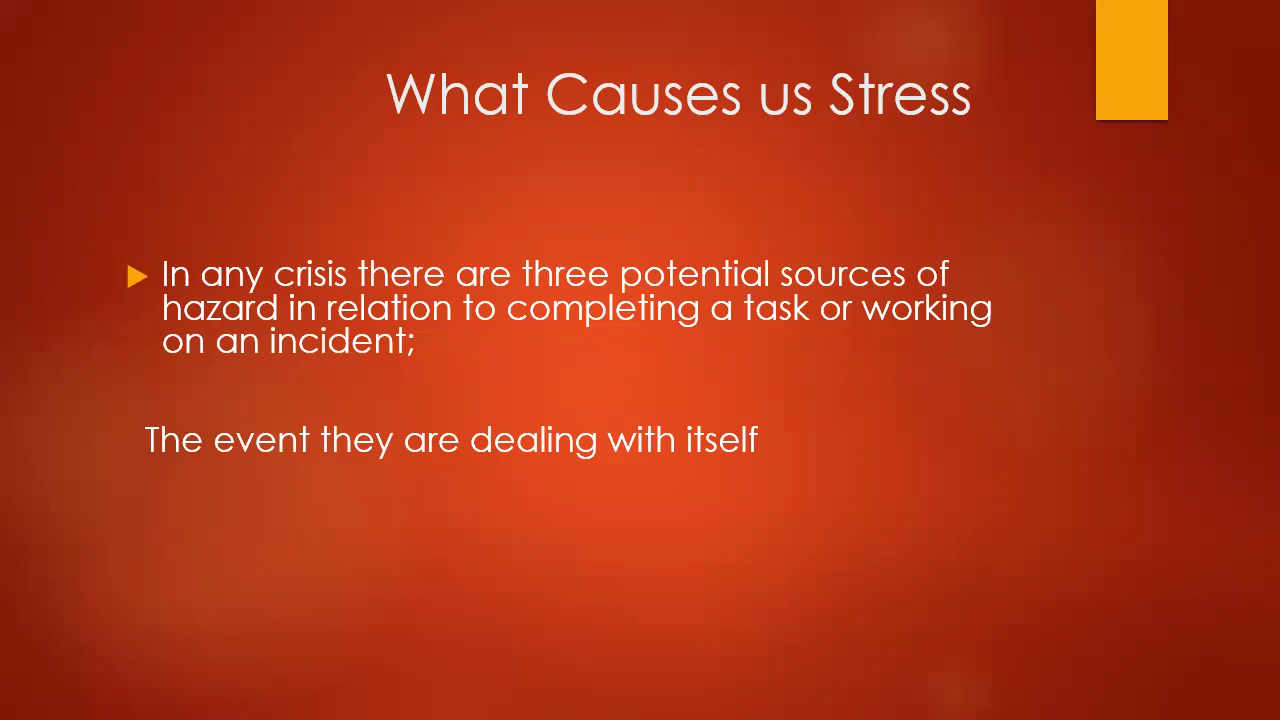 What Causes us Stress
In any crisis there are three potential sources of
hazard in relation to completing a task or working
on an incident;
The event they are dealing with itself